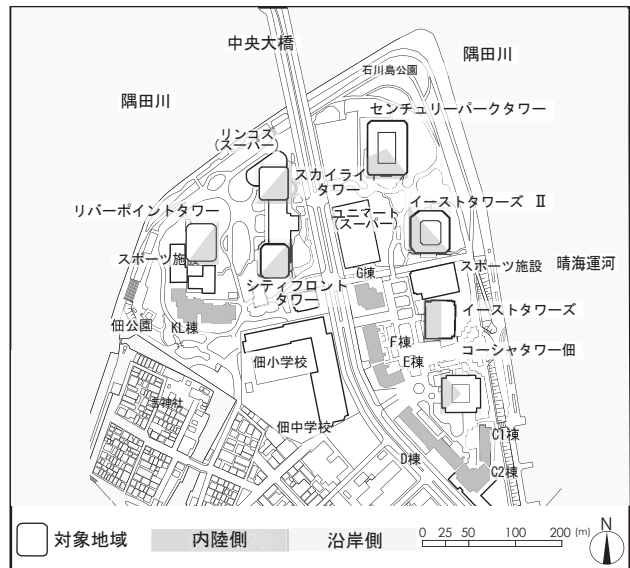 中央大橋
隅田川
石川島公園
隅田川
センチュリーパークタワー
リンコス
(スーパー)
スカイライト
タワー
リバーポイントタワー
ユニマート
(スーパー)
イーストタワーズ Ⅱ
スポーツ施設
スポーツ施設
晴海運河
シティフロント
タワー
G棟
イーストタワーズ
佃公園
KL棟
F棟
コーシャタワー佃
佃小学校
E棟
佃中学校
C1棟
D棟
C2棟
対象地域
内陸側
沿岸側
0 25 50 100 200 (m)
N